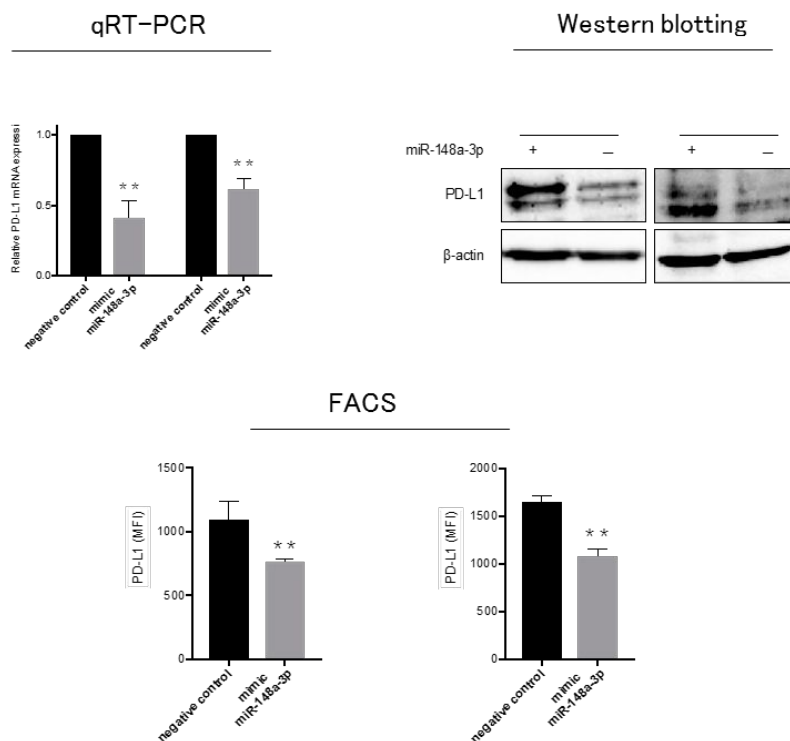 qRT-PCR
Western blotting
Relative PD-L1 mRNA expressi
1.0
0.5
0.0
**
**
negative control
mimic
miR-148a-3p
negative control
mimic
miR-148a-3p
miR-148a-3p
+
—
+
—
PD-L1
β-actin
FACS
PD-L1 (MFI)
1500
1000
500
0
**
negative control
mimic
miR-148a-3p
PD-L1 (MFI)
2000
1500
1000
500
0
**
negative control
mimic
miR-148a-3p